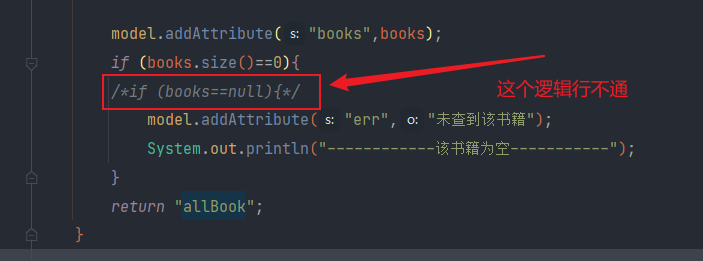 model.addAttribute( s: "books",books);
if (books.size()==0){
/*if (books==null){*/
这个逻辑行不通
model.addAttribute( s: "err", o: "未查到该书籍");
System.out.println("------------该书籍为空-----------");
}
return "allBook";
}